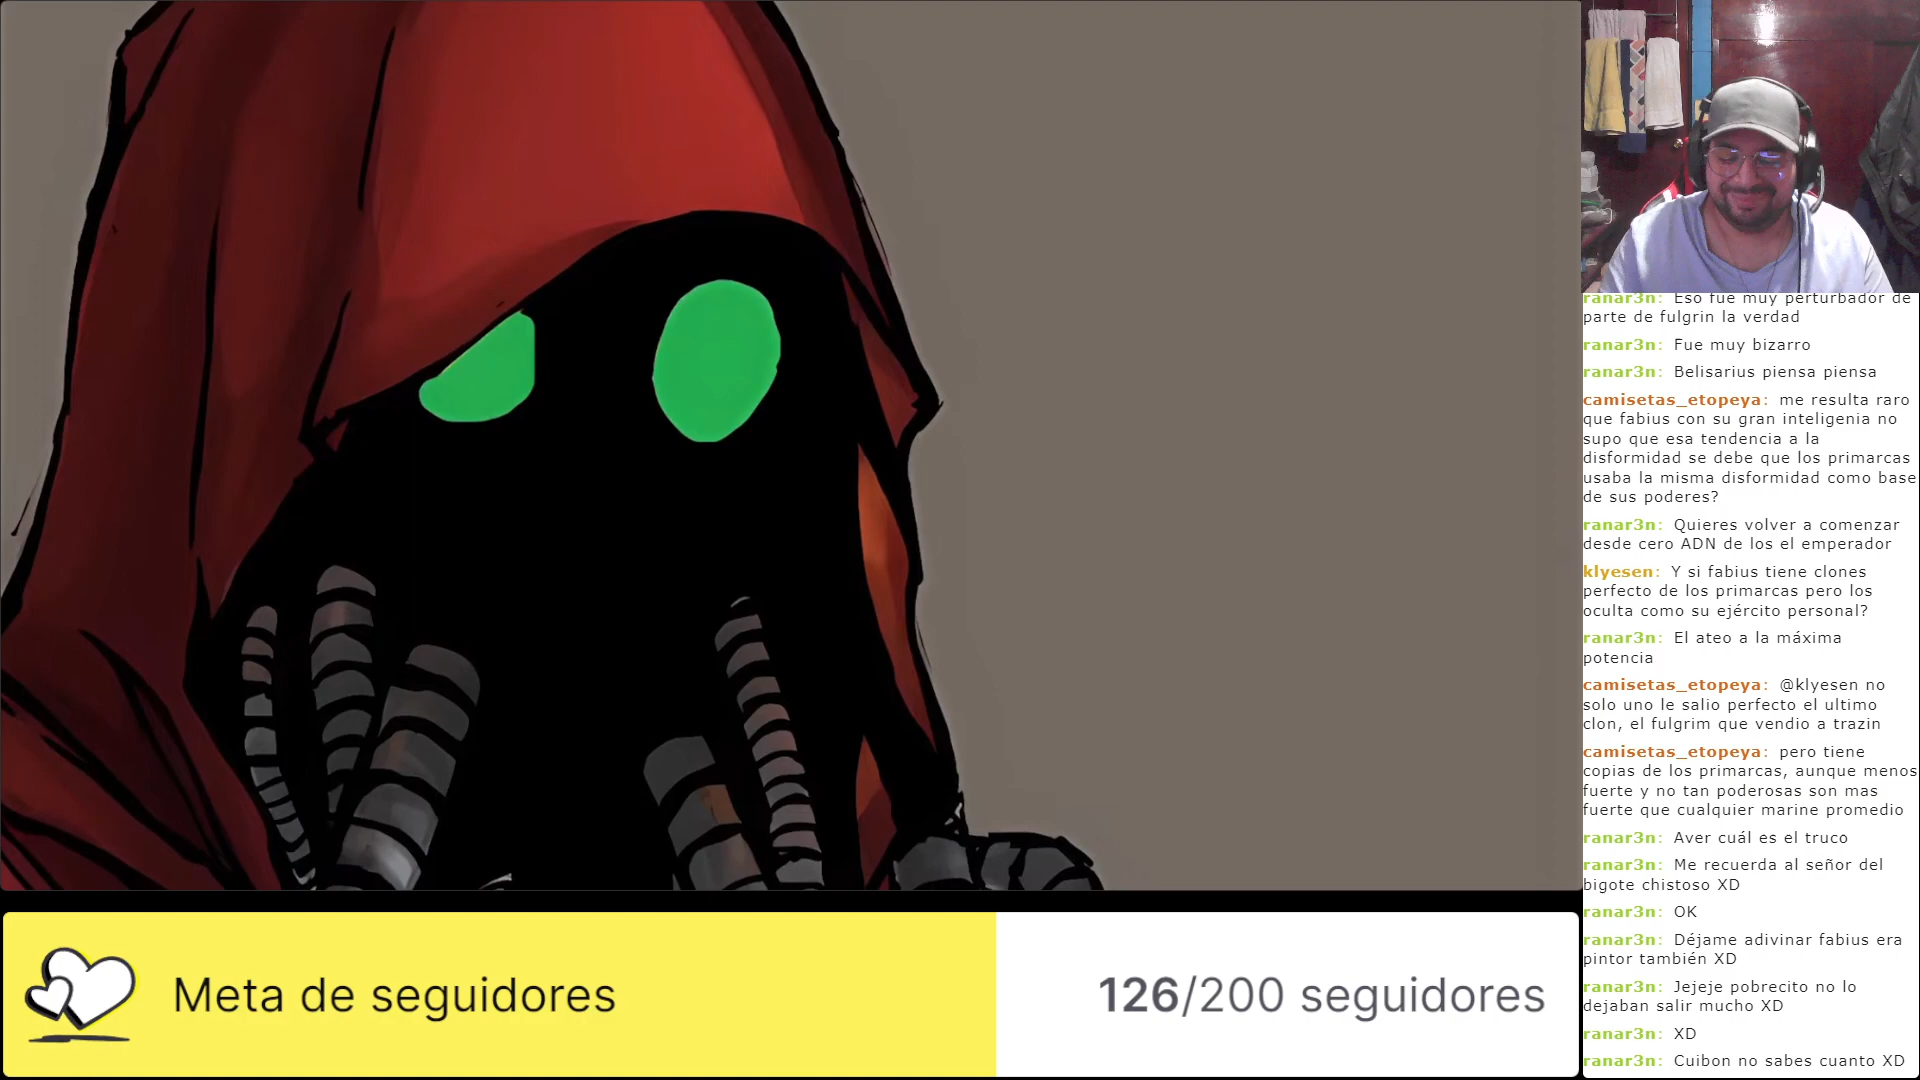 ranar3n: Eso fue muy perturbador de
parte de fulgrin la verdad
ranar3n: Fue muy bizarro
ranar3n: Belisarius piensa piensa
camisetas_etopeya: me resulta raro
que fabius con su gran inteligenia no
supo que esa tendencia a la
disformidad se debe que los primarcas
usaba la misma disformidad como base
de sus poderes?
ranar3n: Quieres volver a comenzar
desde cero ADN de los el emperador
klyesen: Y si fabius tiene clones
perfecto de los primarcas pero los
oculta como su ejército personal?
ranar3n: El ateo a la máxima
potencia
camisetas_etopeya: @klyesen no
solo uno le salio perfecto el ultimo
clon, el fulgrim que vendio a trazin
camisetas_etopeya: pero tiene
copias de los primarcas, aunque menos
fuerte y no tan poderosas son mas
fuerte que cualquier marine promedio
ranar3n: Aver cuál es el truco
ranar3n: Me recuerda al señor del
bigote chistoso XD
ranar3n: OK
ranar3n: Déjame adivinar fabius era
pintor también XD
ranar3n: Jejeje pobrecito no lo
dejaban salir mucho XD
ranar3n: XD
ranar3n: Cuibon no sabes cuanto XD
Meta de seguidores
126/200 seguidores